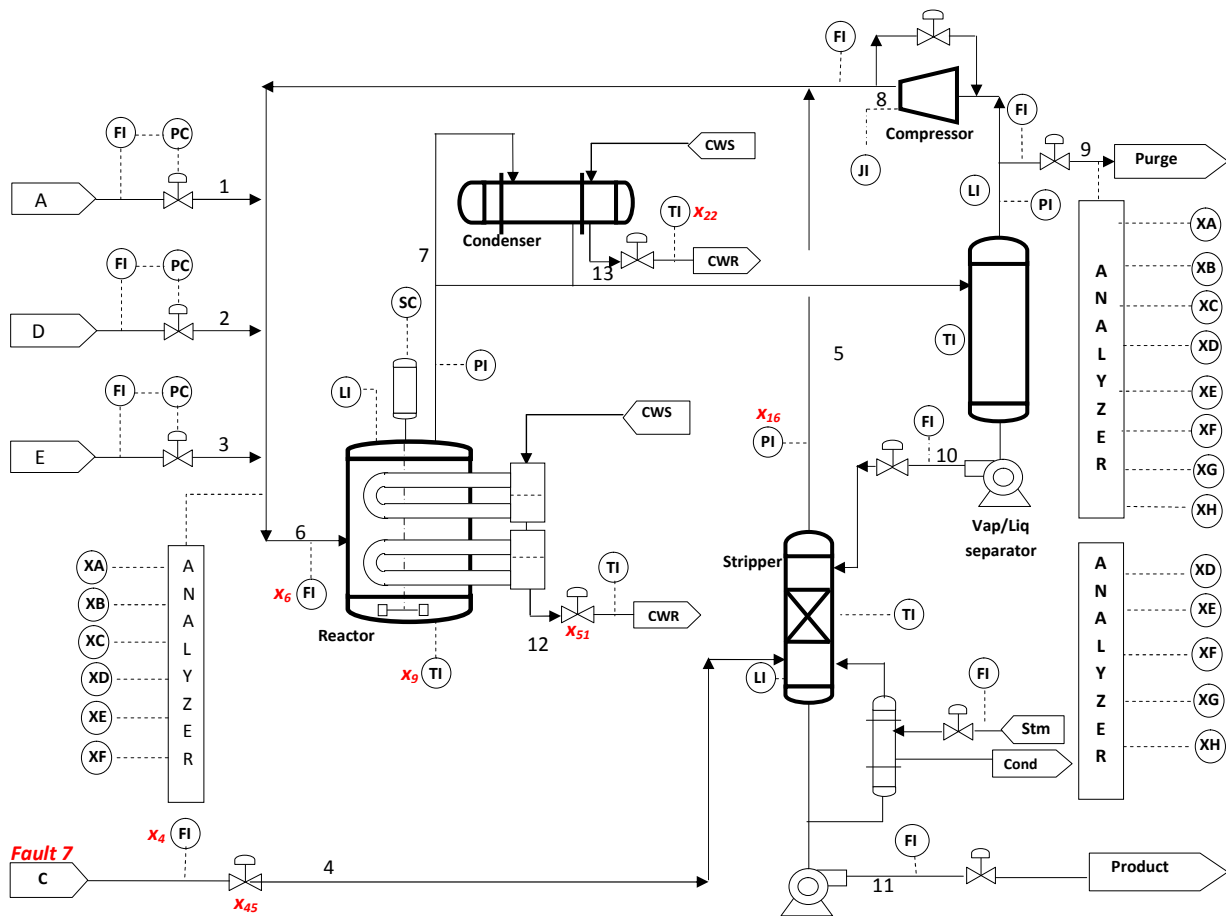 FI
8
Compressor
JI
FI
9
Purge
LI
PI
FI
PC
A
1
FI
PC
D
2
FI
PC
E
3
CWS
Condenser
TI
x22
13
CWR
7
SC
PI
LI
CWS
6
x6
FI
Reactor
x9
TI
12
x51
TI
CWR
5
x16
PI
TI
FI
10
Vap/Liq
separator
Stripper
TI
LI
FI
Stm
Cond
A
N
A
L
Y
Z
E
R
XA
XB
XC
XD
XE
XF
XG
XH
A
N
A
L
Y
Z
E
R
XD
XE
XF
XG
XH
A
N
A
L
Y
Z
E
R
XA
XB
XC
XD
XE
XF
x4
FI
Fault 7
C
x45
4
FI
11
Product